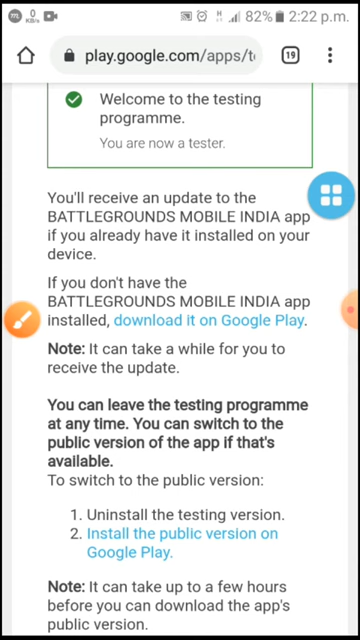 0
KB/s
82% 2:22 p.m.
play.google.com/apps/t
19
Welcome to the testing
programme.
You are now a tester.
You'll receive an update to the
BATTLEGROUNDS MOBILE INDIA app
if you already have it installed on your
device.
If you don't have the
BATTLEGROUNDS MOBILE INDIA app
installed, download it on Google Play.
Note: It can take a while for you to
receive the update.
You can leave the testing programme
at any time. You can switch to the
public version of the app if that's
available.
To switch to the public version:
1. Uninstall the testing version.
2. Install the public version on
Google Play.
Note: It can take up to a few hours
before you can download the app's
public version.